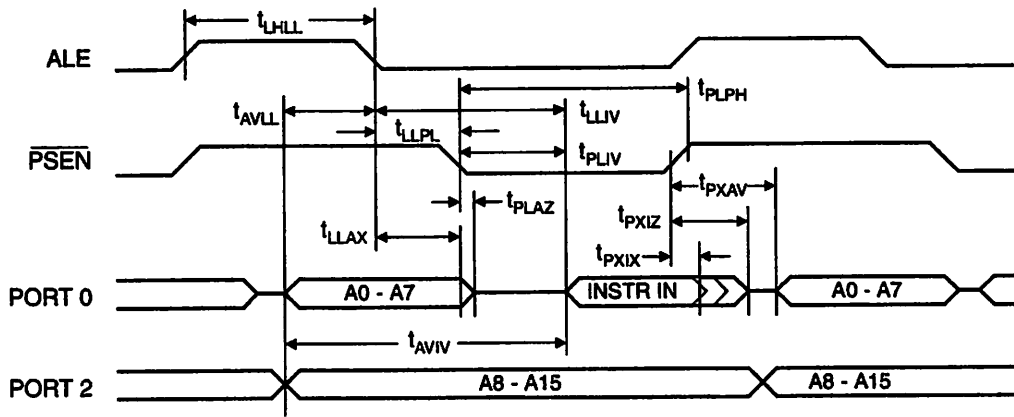 tLHLL
ALE
tPLPH
tAVLL
tLLIV
tLLPL
PSEN
tPLIV
tPXAV
tPLAZ
tPXIZ
tLLAX
tPXIX
PORT 0
A0 - A7
INSTR IN
A0 - A7
tAVIV
PORT 2
A8 - A15
A8 - A15